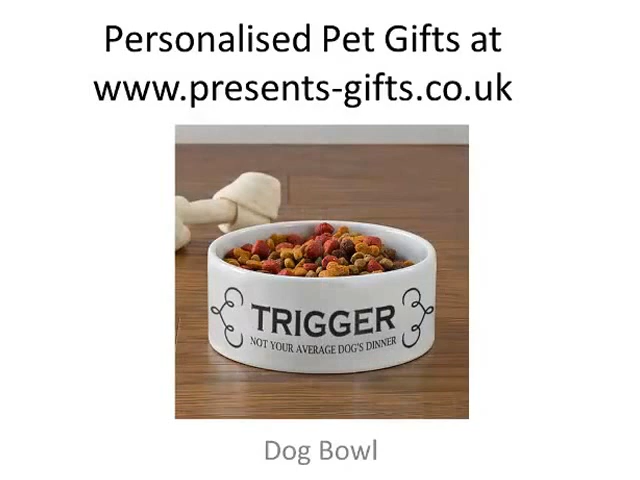 Personalised Pet Gifts at
www.presents-gifts.co.uk
TRIGGER
NOT YOUR AVERAGE DOG'S DINNER
Dog Bowl